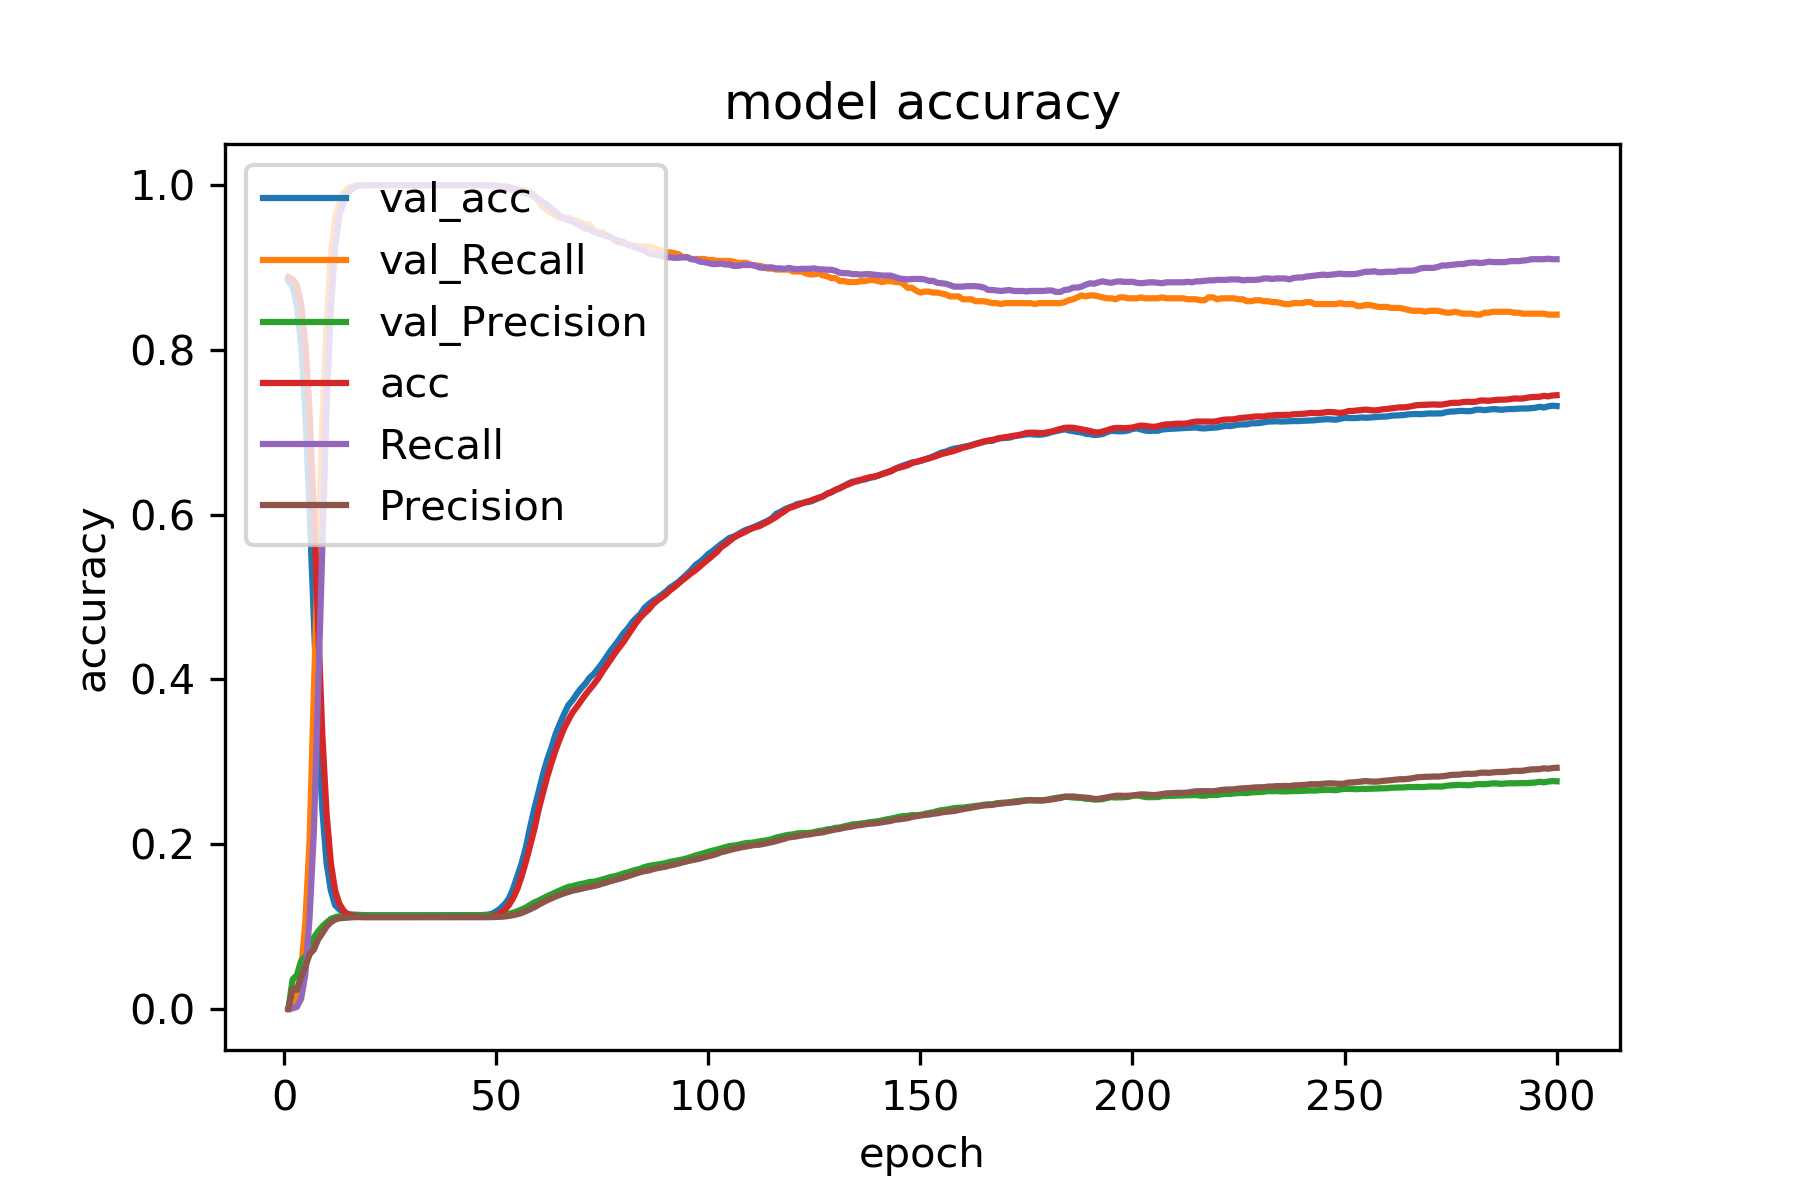 model accuracy
accuracy
1.0
0.8
0.6
0.4
0.2
0.0
val_acc
val_Recall
val_Precision
acc
Recall
Precision
0 50 100 150 200 250 300
epoch